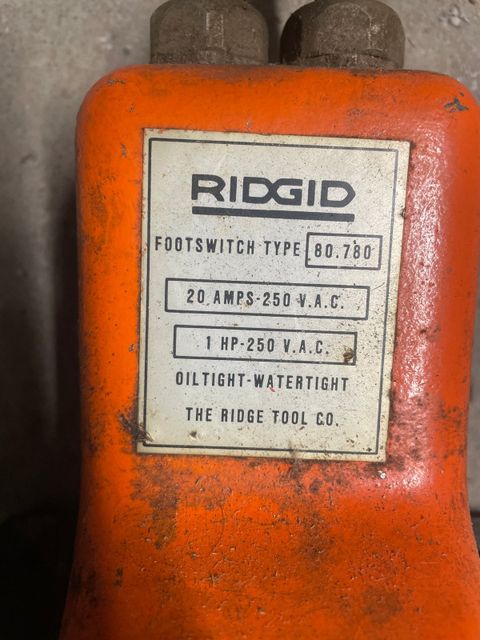 RIDGID
FOOTSWITCH TYPE 80.780
20 AMPS-250 V.A.C.
1 HP-250 V.A.C.
OILTIGHT-WATERTIGHT
THE RIDGE TOOL CO.